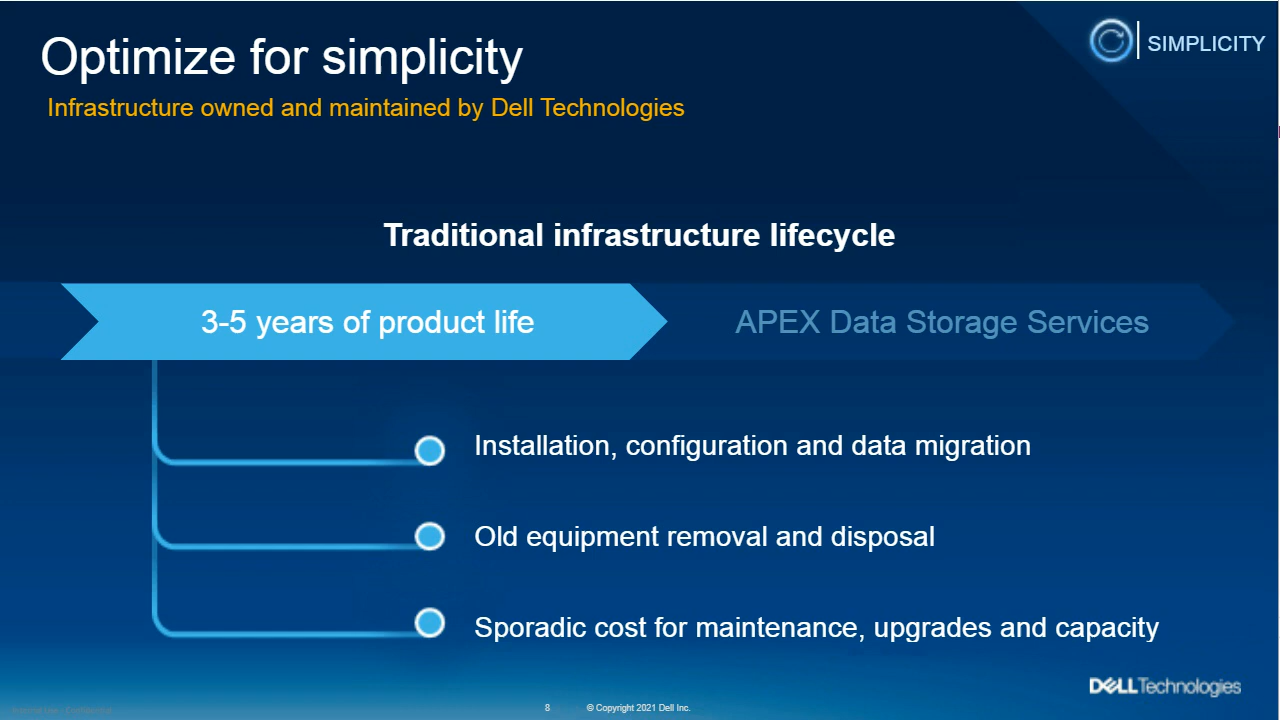 Optimize for simplicity
SIMPLICITY
Infrastructure owned and maintained by Dell Technologies
Traditional infrastructure lifecycle
3-5 years of product life
APEX Data Storage Services
Installation, configuration and data migration
Old equipment removal and disposal
Sporadic cost for maintenance, upgrades and capacity
DELLTechnologies
8
© Copyright 2021 Dell Inc.